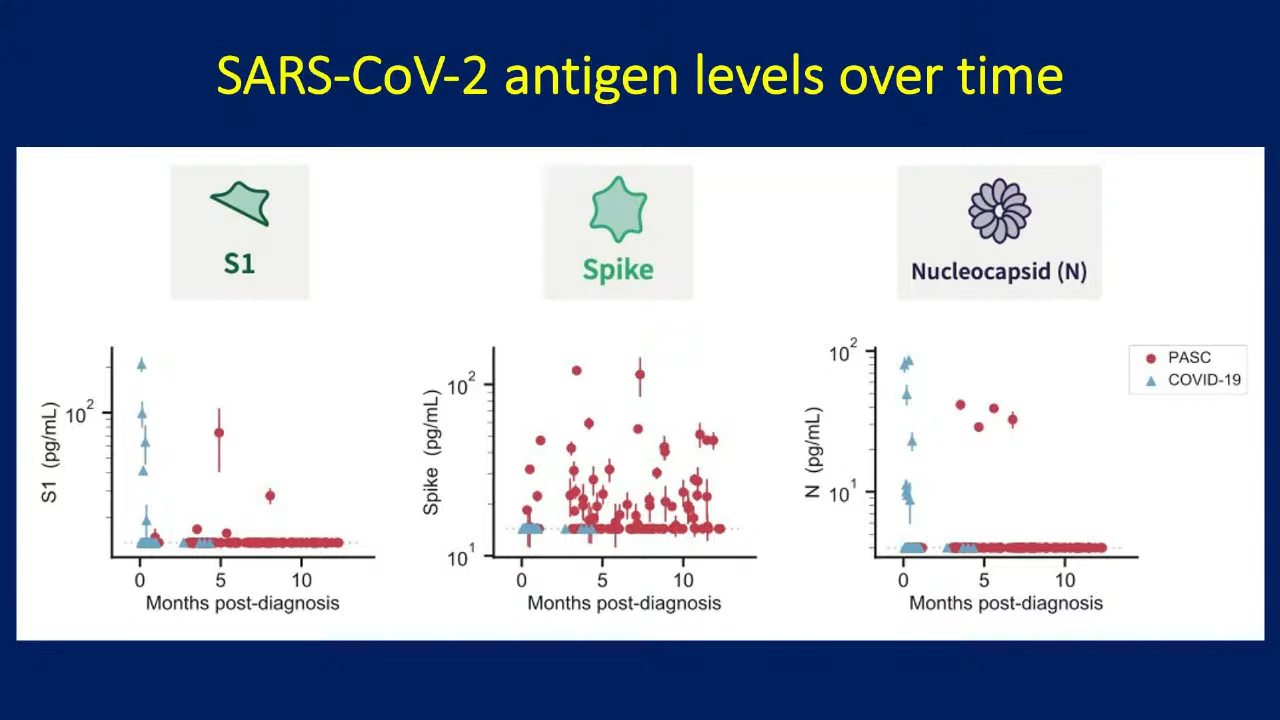 SARS-CoV-2 antigen levels over time
S1
Spike
Nucleocapsid (N)
S1 (pg/mL)
10²
0 5 10
Months post-diagnosis
Spike (pg/mL)
10²
10¹
0 5 10
Months post-diagnosis
N (pg/mL)
10²
10¹
0 5 10
Months post-diagnosis
PASC
COVID-19